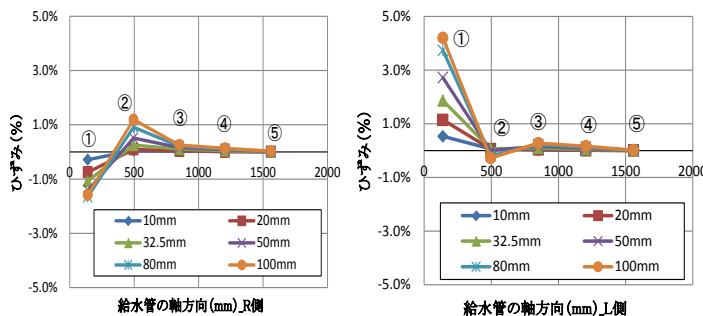 5.0%
3.0%
1.0%
-1.0%
-3.0%
-5.0%
ひずみ(%)
0 500 1000 1500 2000
① ② ③ ④ ⑤
10mm 20mm
32.5mm 50mm
80mm 100mm
給水管の軸方向(mm)_R側
5.0%
3.0%
1.0%
-1.0%
-3.0%
-5.0%
ひずみ(%)
0 500 1000 1500 2000
① ② ③ ④ ⑤
10mm 20mm
32.5mm 50mm
80mm 100mm
給水管の軸方向(mm)_L側